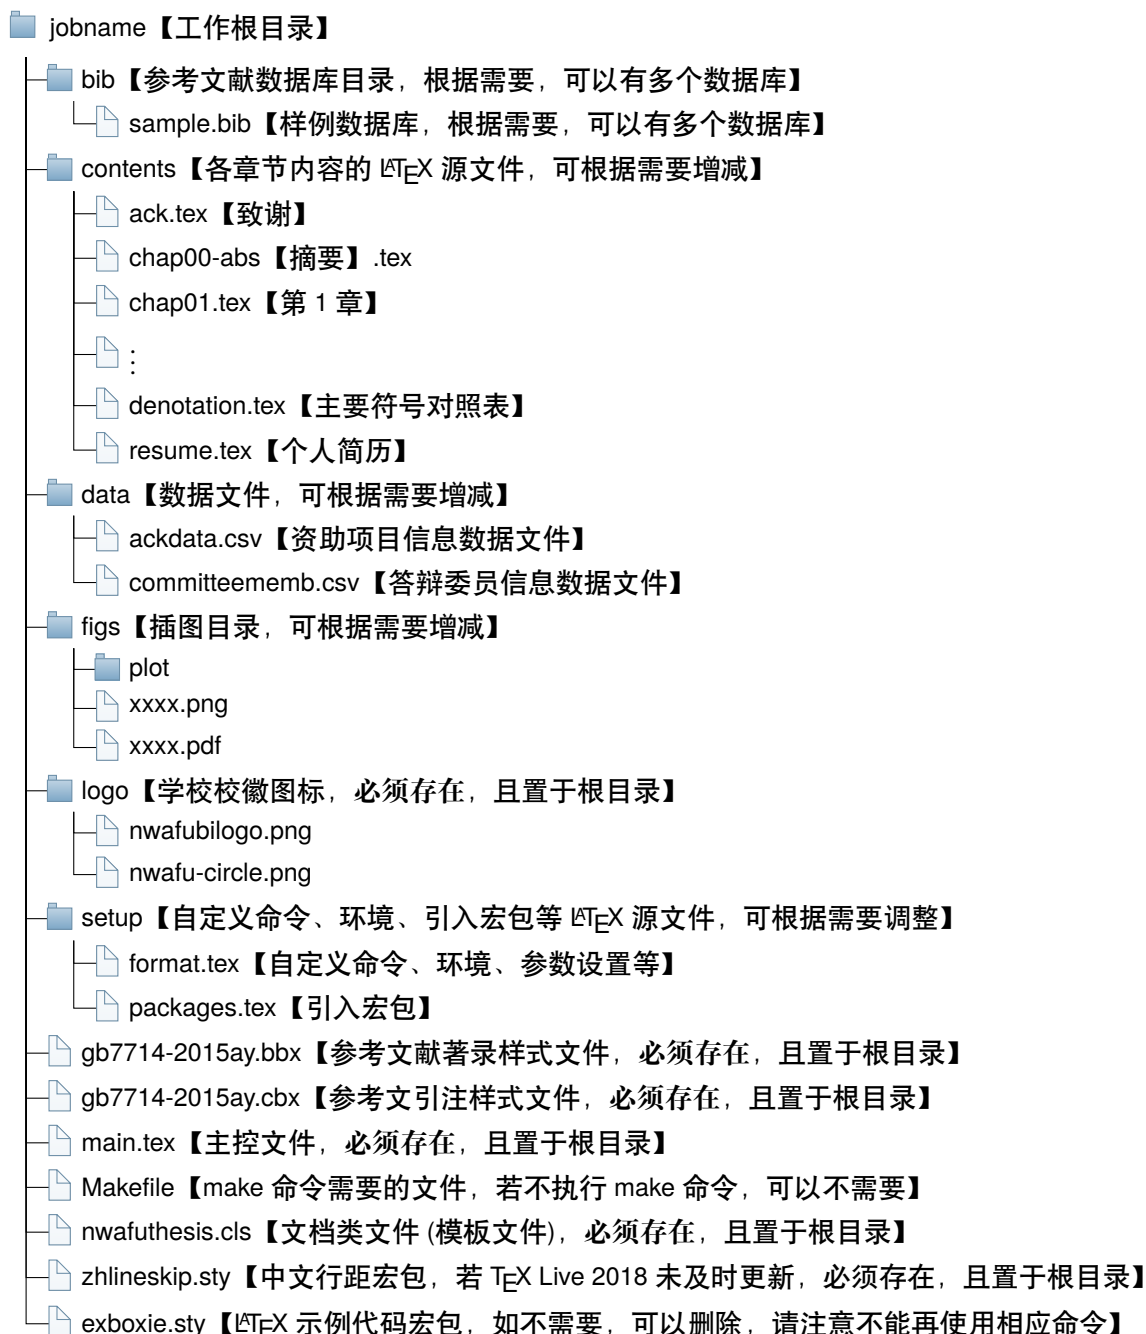 jobname【工作根目录】
bib【参考文献数据库目录，根据需要，可以有多个数据库】
sample.bib【样例数据库，根据需要，可以有多个数据库】
contents【各章节内容的 LATEX 源文件，可根据需要增减】
ack.tex【致谢】
chap00-abs【摘要】.tex
chap01.tex【第 1 章】
⋮
denotation.tex【主要符号对照表】
resume.tex【个人简历】
data【数据文件，可根据需要增减】
ackdata.csv【资助项目信息数据文件】
committeememb.csv【答辩委员信息数据文件】
figs【插图目录，可根据需要增减】
plot
xxxx.png
xxxx.pdf
logo【学校校徽图标，必须存在，且置于根目录】
nwafubilogo.png
nwafu-circle.png
setup【自定义命令、环境、引入宏包等 LATEX 源文件，可根据需要调整】
format.tex【自定义命令、环境、参数设置等】
packages.tex【引入宏包】
gb7714-2015ay.bbx【参考文献著录样式文件，必须存在，且置于根目录】
gb7714-2015ay.cbx【参考文引注样式文件，必须存在，且置于根目录】
main.tex【主控文件，必须存在，且置于根目录】
Makefile【make 命令需要的文件，若不执行 make 命令，可以不需要】
nwafuthesis.cls【文档类文件 (模板文件)，必须存在，且置于根目录】
zhlineskip.sty【中文行距宏包，若 TEX Live 2018 未及时更新，必须存在，且置于根目录】
exboxie.sty【LATEX 示例代码宏包，如不需要，可以删除，请注意不能再使用相应命令】